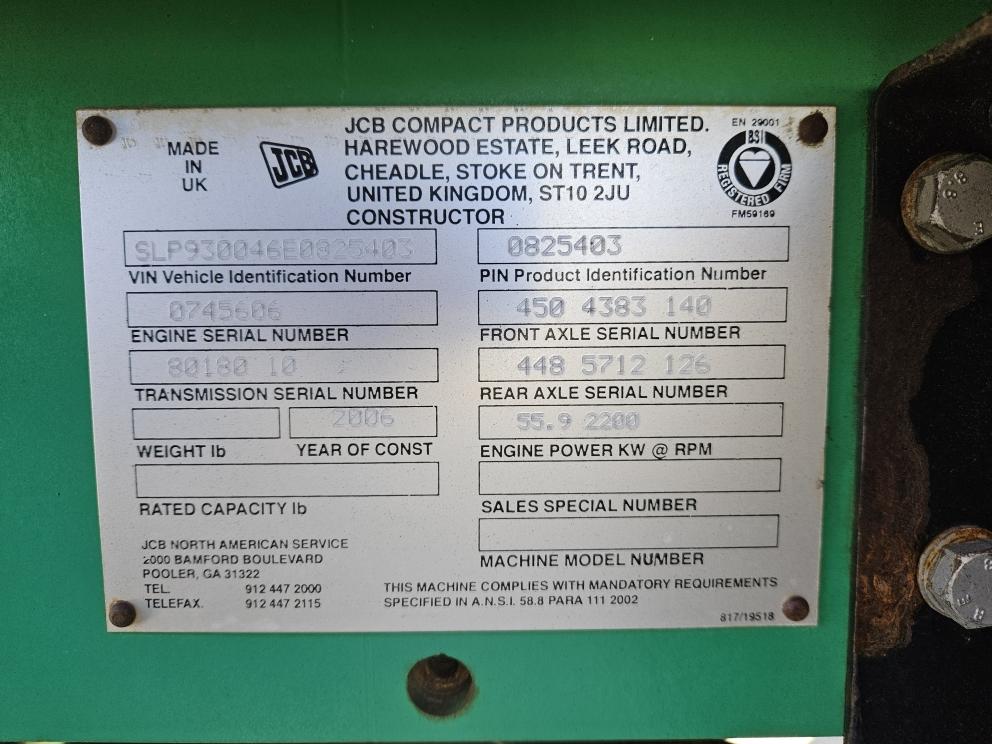 MADE
IN
UK
JCB
JCB COMPACT PRODUCTS LIMITED.
HAREWOOD ESTATE, LEEK ROAD,
CHEADLE, STOKE ON TRENT,
UNITED KINGDOM, ST10 2JU
CONSTRUCTOR
EN 29001
BSI
REGISTERED FIRM
FM59169
SLP930046E0825403
VIN Vehicle Identification Number
0825403
PIN Product Identification Number
0745606
ENGINE SERIAL NUMBER
450 4383 140
FRONT AXLE SERIAL NUMBER
80180 10
TRANSMISSION SERIAL NUMBER
448 5712 126
REAR AXLE SERIAL NUMBER
WEIGHT lb
2006
YEAR OF CONST
55.9 2200
ENGINE POWER KW @ RPM
RATED CAPACITY lb
SALES SPECIAL NUMBER
MACHINE MODEL NUMBER
JCB NORTH AMERICAN SERVICE
2000 BAMFORD BOULEVARD
POOLER, GA 31322
TEL. 912 447 2000
TELEFAX. 912 447 2115
THIS MACHINE COMPLIES WITH MANDATORY REQUIREMENTS
SPECIFIED IN A.N.S.I. 58.8 PARA 111 2002
817/19518
8.8